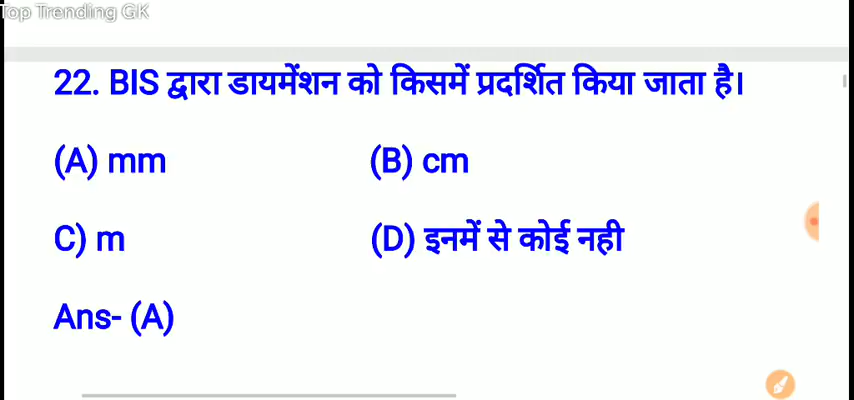 Top Trending GK
22. BIS द्वारा डायमेंशन को किसमें प्रदर्शित किया जाता है।
(A) mm (B) cm
C) m (D) इनमें से कोई नही
Ans- (A)